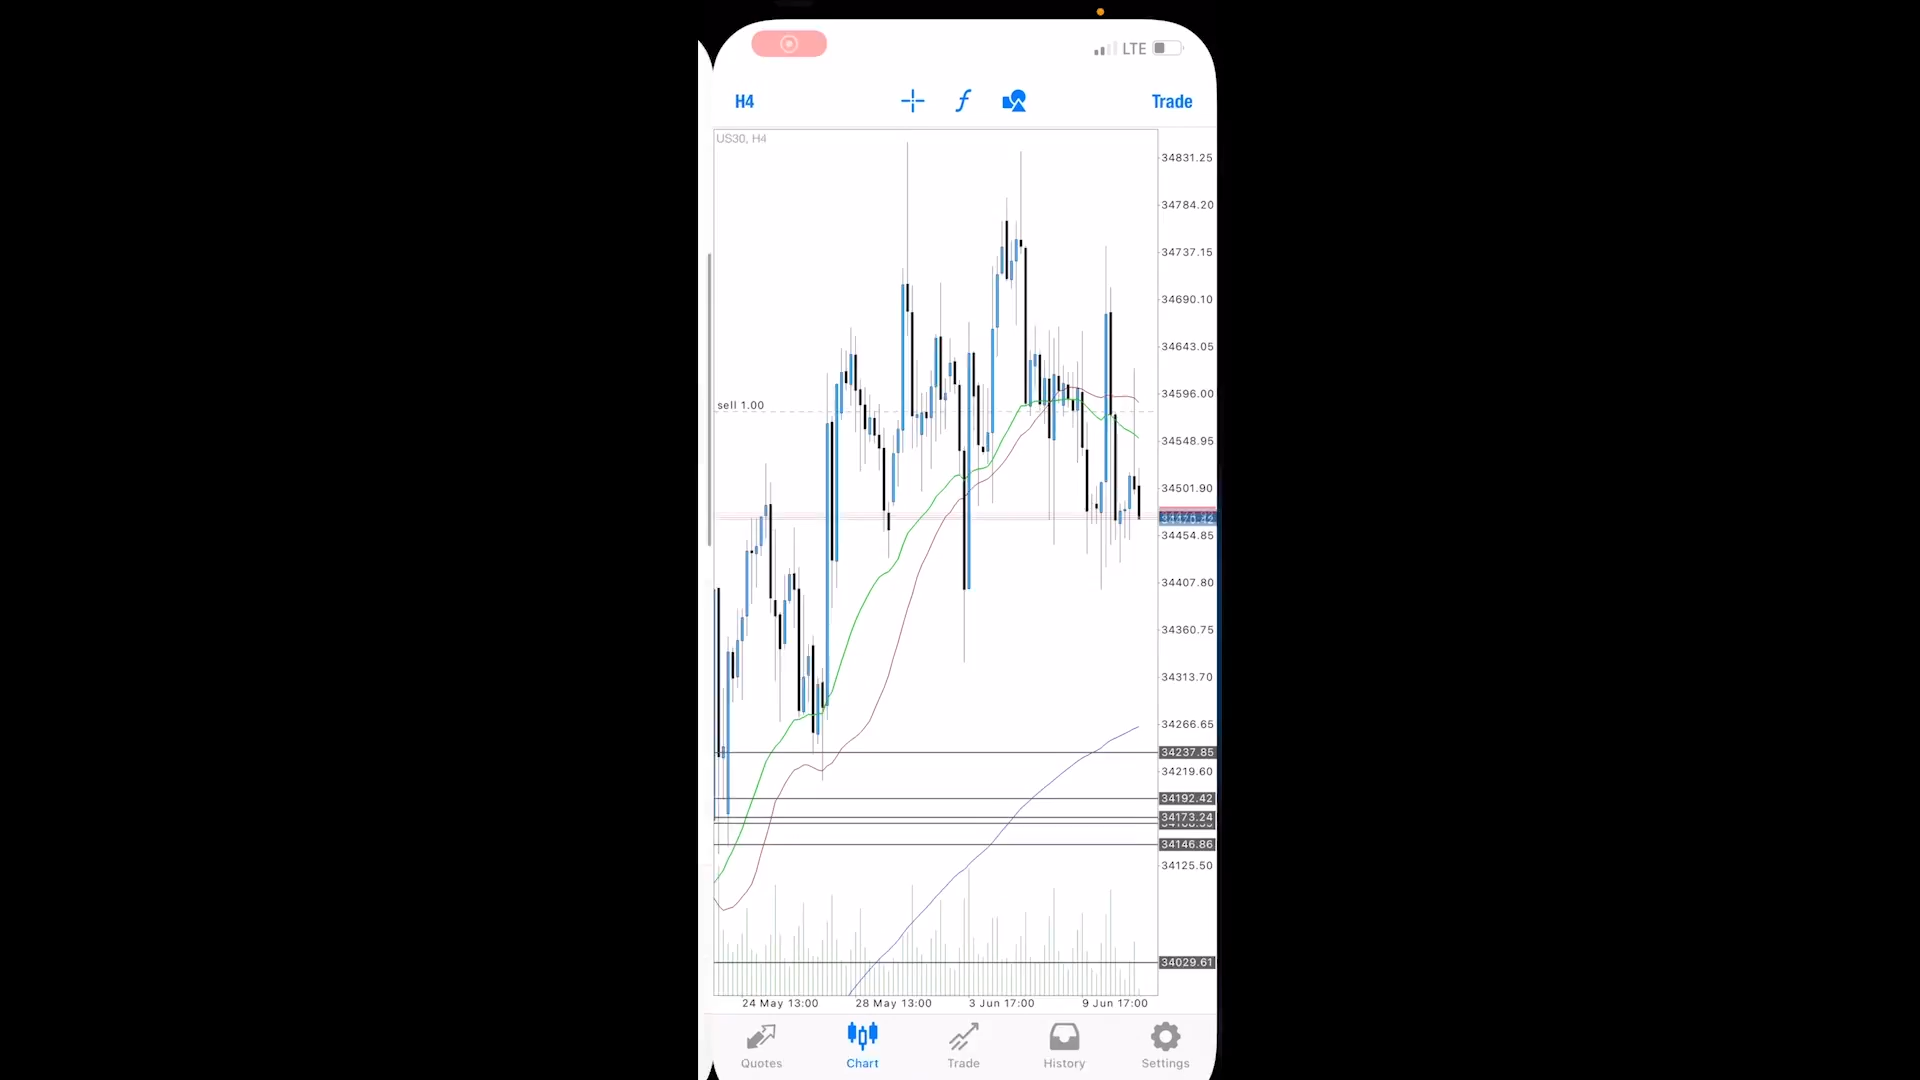 LTE
H4
Trade
US30, H4
34831.25
34784.20
34737.15
34690.10
34643.05
sell 1.00
34596.00
34548.95
34501.90
34454.85
34407.80
34360.75
34313.70
34266.65
34237.85
34219.60
34192.42
34173.24
34146.86
34125.50
34029.61
24 May 13:00
28 May 13:00
3 Jun 17:00
9 Jun 17:00
Quotes
Chart
Trade
History
Settings